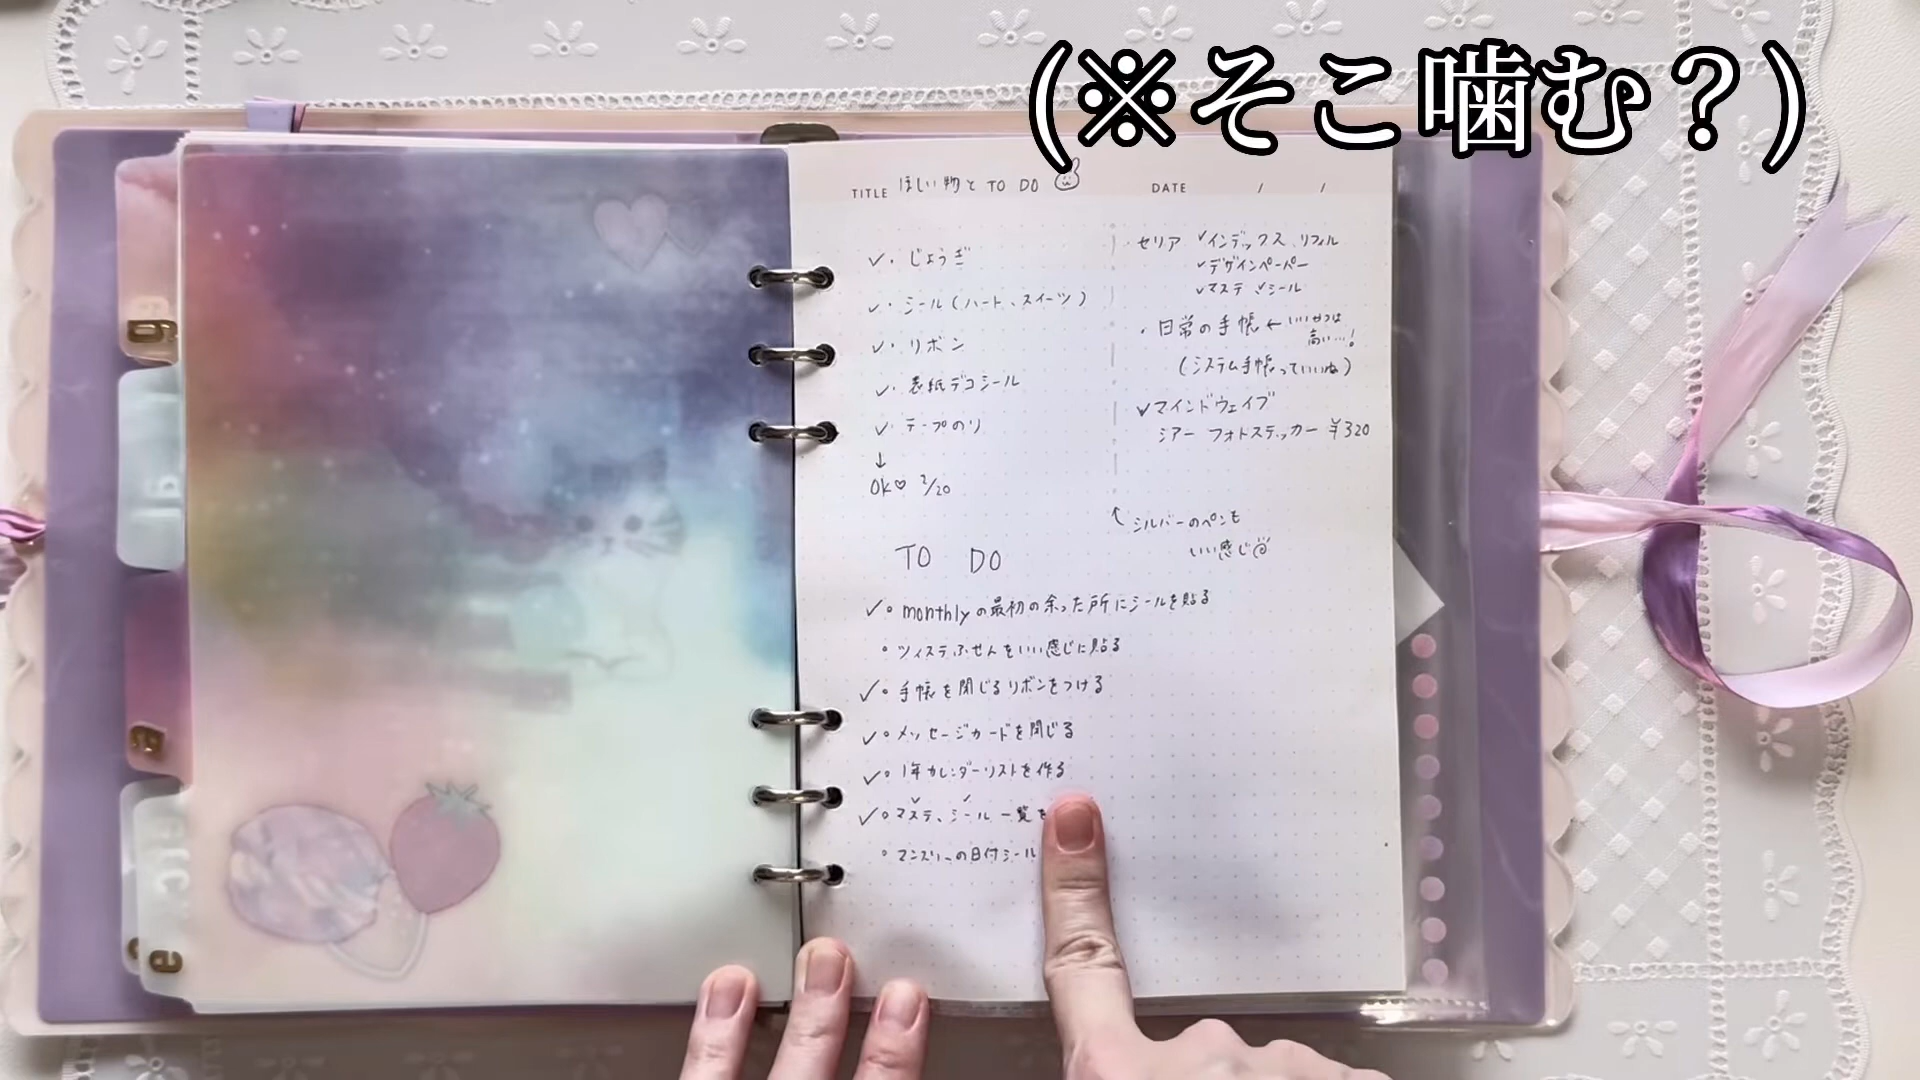 (※そこ噛む？)
TITLE ほしい物と TO DO
DATE / /
✓・じょうぎ
✓・シール(ハート、スイーツ)
✓・リボン
✓・表紙デコシール
✓・テープのり
↓
OK♡ 2/20
・セリア ✓インデックス、リフィル
✓デザインペーパー
✓マステ ✓シール
・日常の手帳 ← いいやつは
高い…!
(システム手帳っていいね)
✓マインドウェイブ
シアー フォトステッカー ¥320
↑シルバーのペンも
いい感じ
TO DO
✓○ monthlyの最初の余った所にシールを貼る
○ ツイステふせんをいい感じに貼る
✓○ 手帳を閉じるリボンをつける
✓○ メッセージカードを閉じる
✓○ 1年カレンダーリストを作る
✓○ マステ、シール 一覧を
○ マンスリーの日付シール